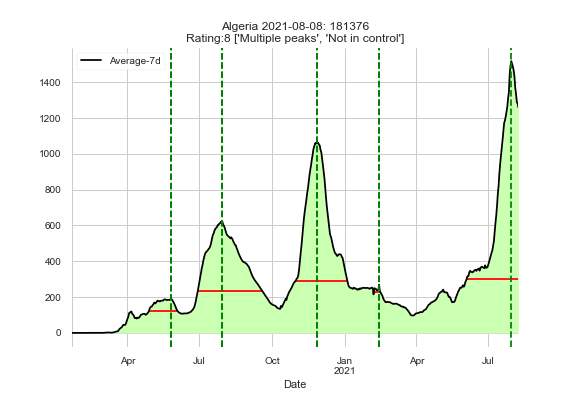 Algeria 2021-08-08: 181376
Rating:8 ['Multiple peaks', 'Not in control']
Average-7d
1400
1200
1000
800
600
400
200
0
Apr
Jul
Oct
Jan
2021
Apr
Jul
Date